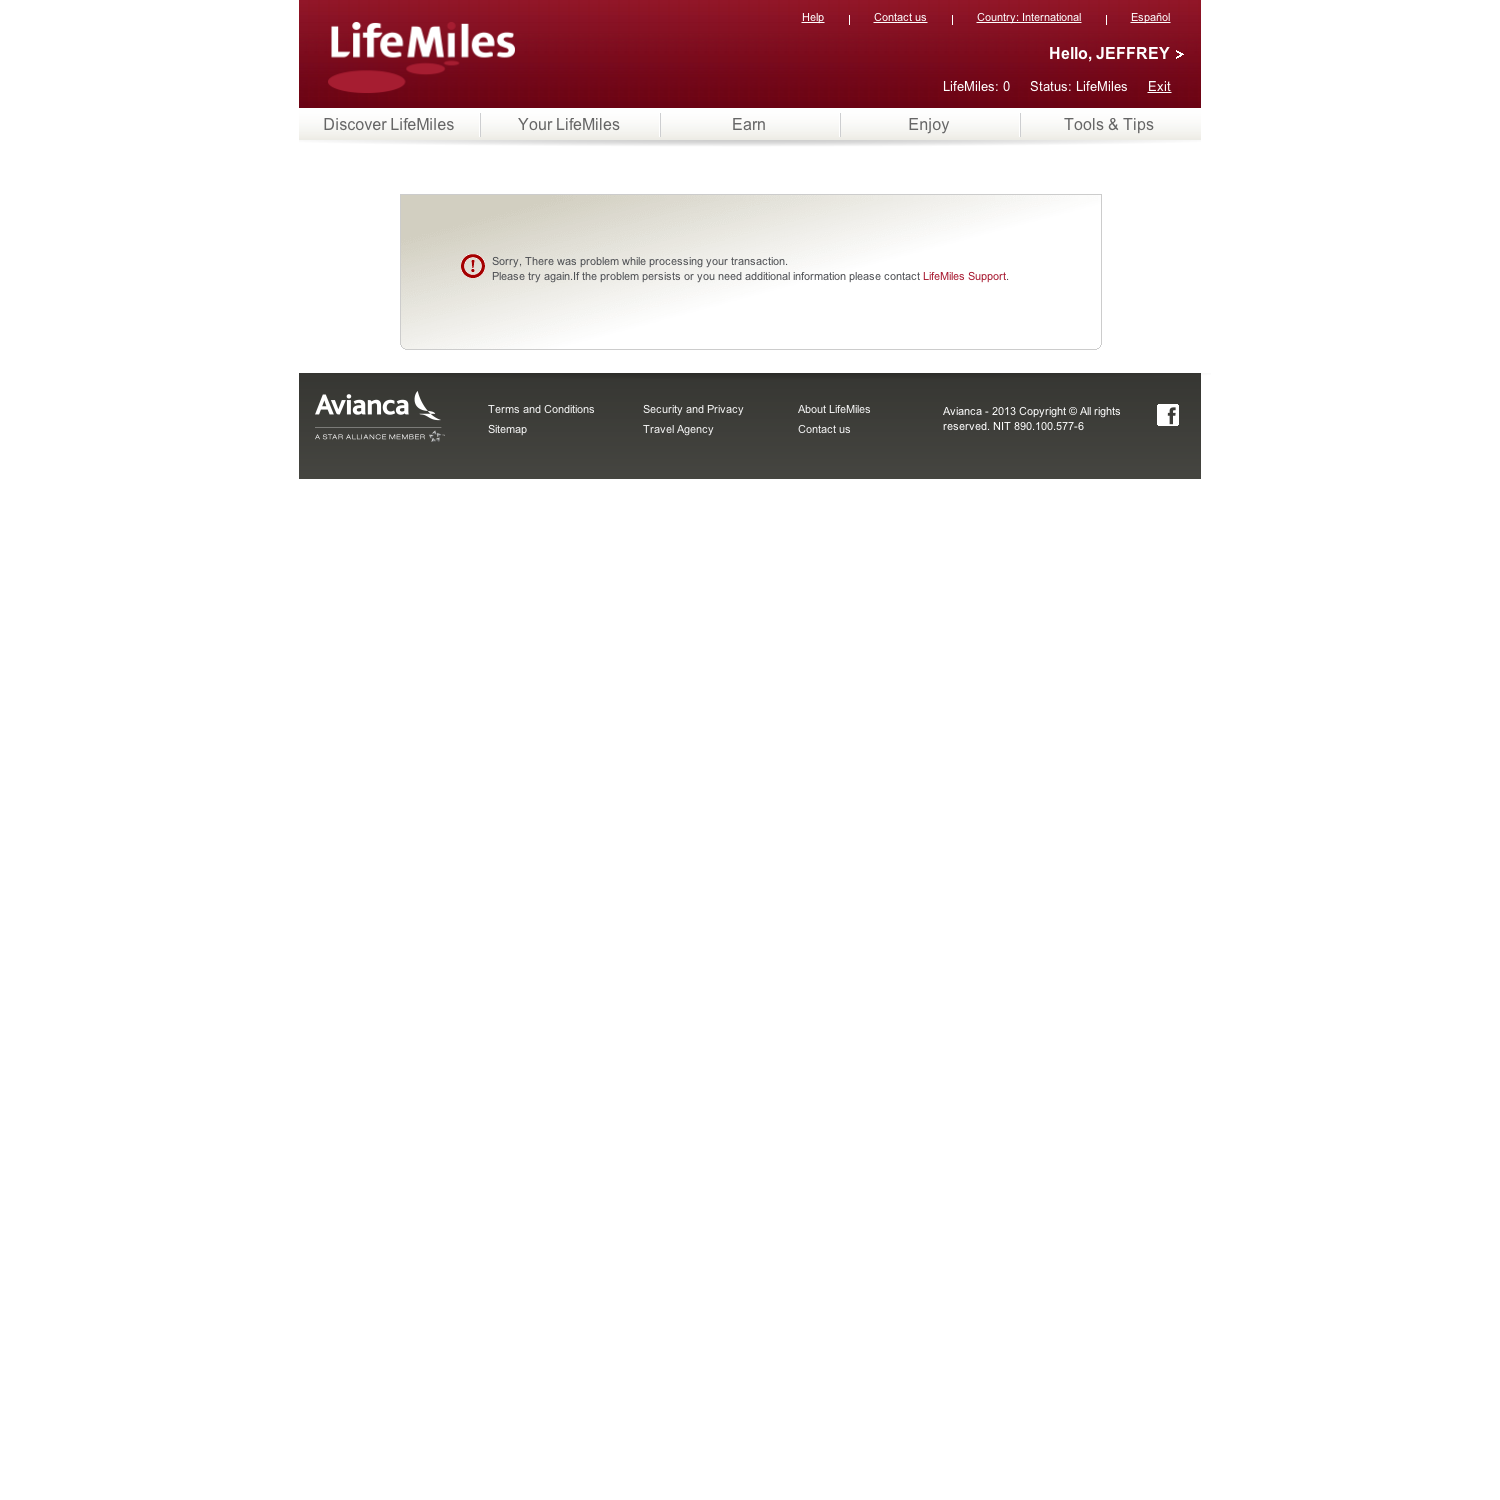 LifeMiles
Help | Contact us | Country: International | Español
Hello, JEFFREY >
LifeMiles: 0 Status: LifeMiles Exit
Discover LifeMiles Your LifeMiles Earn Enjoy Tools & Tips
!
Sorry, There was problem while processing your transaction.
Please try again.If the problem persists or you need additional information please contact LifeMiles Support.
Avianca
A STAR ALLIANCE MEMBER
Terms and Conditions
Sitemap
Security and Privacy
Travel Agency
About LifeMiles
Contact us
Avianca - 2013 Copyright © All rights
reserved. NIT 890.100.577-6
f